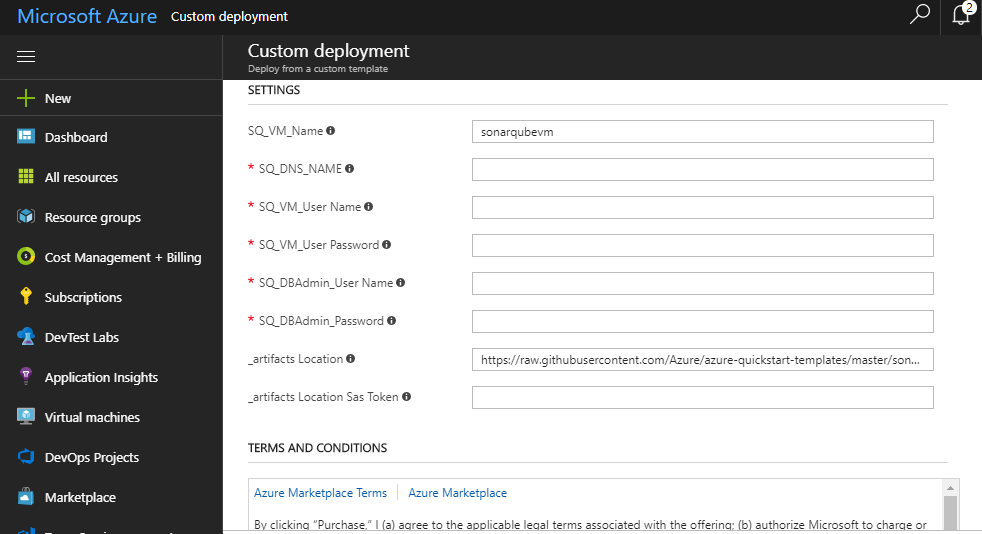 Microsoft Azure Custom deployment
2
Custom deployment
Deploy from a custom template
New
Dashboard
All resources
Resource groups
Cost Management + Billing
Subscriptions
DevTest Labs
Application Insights
Virtual machines
DevOps Projects
Marketplace
SETTINGS
SQ_VM_Name
sonarqubevm
* SQ_DNS_NAME
* SQ_VM_User Name
* SQ_VM_User Password
* SQ_DBAdmin_User Name
* SQ_DBAdmin_Password
_artifacts Location
https://raw.githubusercontent.com/Azure/azure-quickstart-templates/master/son...
_artifacts Location Sas Token
TERMS AND CONDITIONS
Azure Marketplace Terms Azure Marketplace
By clicking "Purchase," I (a) agree to the applicable legal terms associated with the offering; (b) authorize Microsoft to charge or